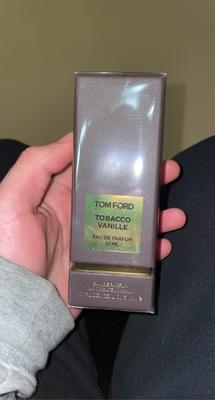 TOM FORD
TOBACCO
VANILLE
EAU DE PARFUM
50 ML